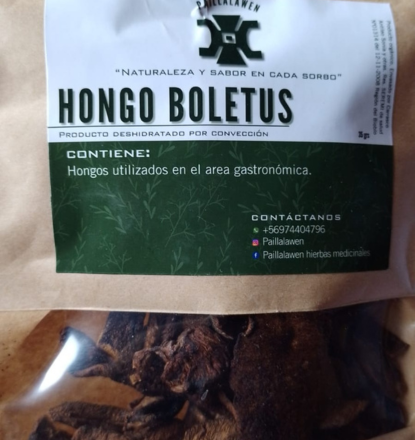 PAILLALAWEN
"NATURALEZA Y SABOR EN CADA SORBO"
HONGO BOLETUS
PRODUCTO DESHIDRATADO POR CONVECCIÓN
CONTIENE:
Hongos utilizados en el area gastronómica.
CONTÁCTANOS
+56974404796
Paillalawen
Paillalawen hierbas medicinales